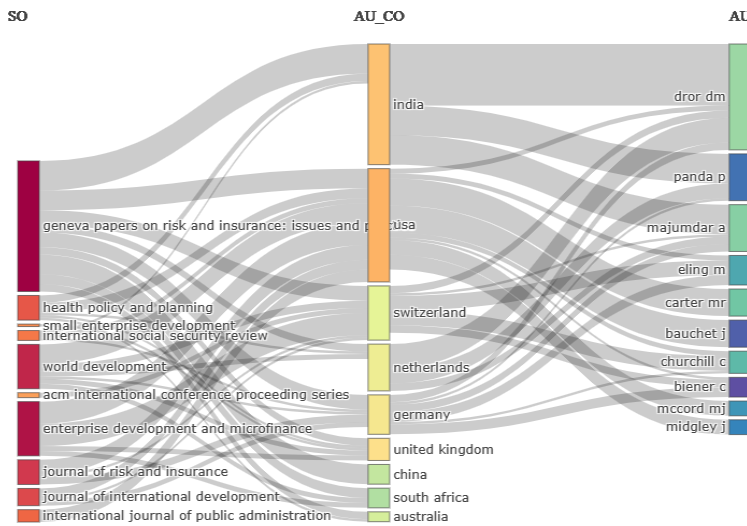 SO
AU_CO
AU
geneva papers on risk and insurance: issues and
health policy and planning
small enterprise development
international social security review
world development
acm international conference proceeding series
enterprise development and microfinance
journal of risk and insurance
journal of international development
international journal of public administration
india
usa
switzerland
netherlands
germany
united kingdom
china
south africa
australia
dror dm
panda p
majumdar a
eling m
carter mr
bauchet j
churchill c
biener c
mccord mj
midgley j